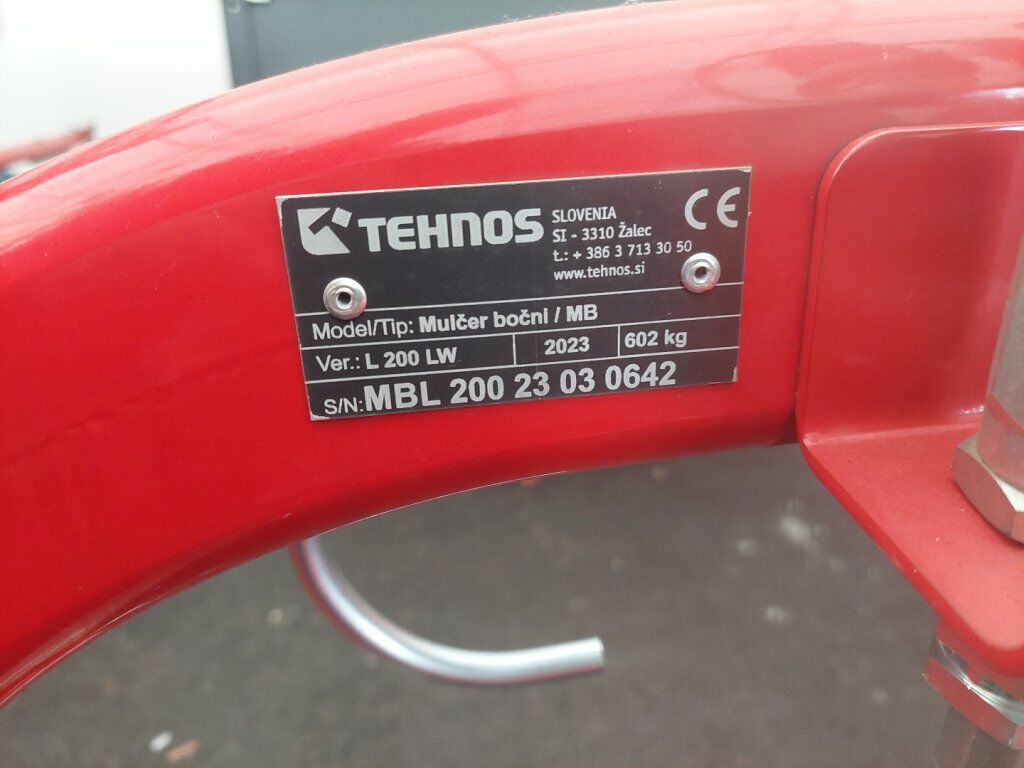 TEHNOS
SLOVENIA
SI - 3310 Žalec
t.: + 386 3 713 30 50
www.tehnos.si
CE
Model/Tip: Mulčer bočni / MB
Ver.: L 200 LW 2023 602 kg
S/N: MBL 200 23 03 0642